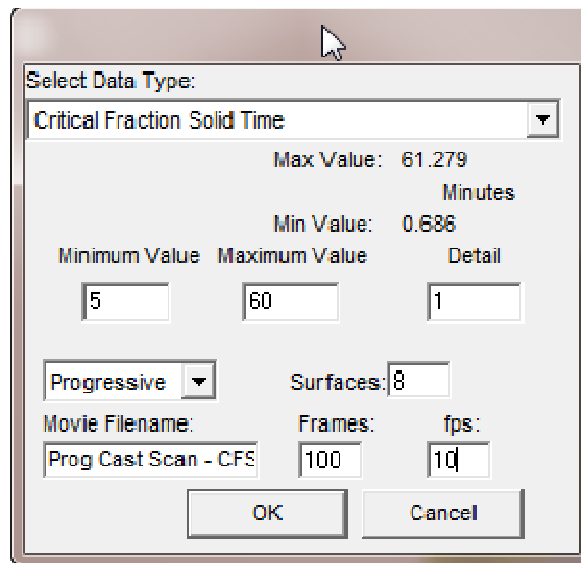 Select Data Type:
Critical Fraction Solid Time
Max Value: 61.279
Minutes
Min Value: 0.686
Minimum Value Maximum Value Detail
5 60 1
Progressive Surfaces: 8
Movie Filename: Frames: fps:
Prog Cast Scan - CFS 100 10
OK Cancel